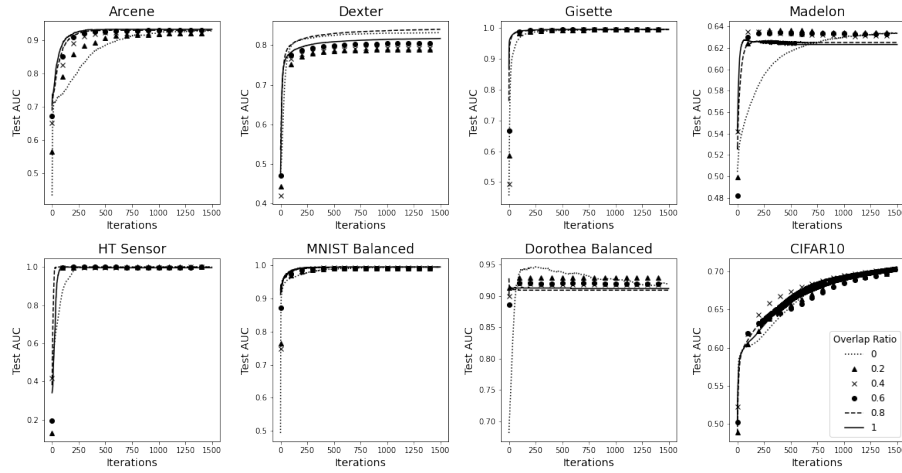 Arcene
Dexter
Gisette
Madelon
Test AUC
0.9
0.8
0.7
0.6
0.5
0 250 500 750 1000 1250 1500
Iterations
Test AUC
0.8
0.7
0.6
0.5
0.4
0 250 500 750 1000 1250 1500
Iterations
Test AUC
1.0
0.9
0.8
0.7
0.6
0.5
0 250 500 750 1000 1250 1500
Iterations
Test AUC
0.64
0.62
0.60
0.58
0.56
0.54
0.52
0.50
0.48
0 250 500 750 1000 1250 1500
Iterations
HT Sensor
MNIST Balanced
Dorothea Balanced
CIFAR10
Test AUC
1.0
0.8
0.6
0.4
0.2
0 250 500 750 1000 1250 1500
Iterations
Test AUC
1.0
0.9
0.8
0.7
0.6
0.5
0 250 500 750 1000 1250 1500
Iterations
Test AUC
0.95
0.90
0.85
0.80
0.75
0.70
0 250 500 750 1000 1250 1500
Iterations
Test AUC
0.70
0.65
0.60
0.55
0.50
0 250 500 750 1000 1250 1500
Iterations
Overlap Ratio
0
0.2
0.4
0.6
0.8
1